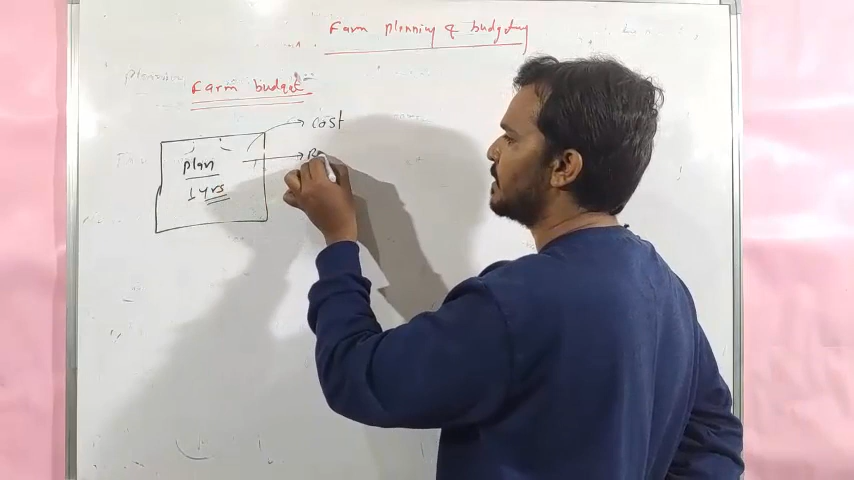 Farm planning & budgeting
Farm budget
cost
plan
1 yrs